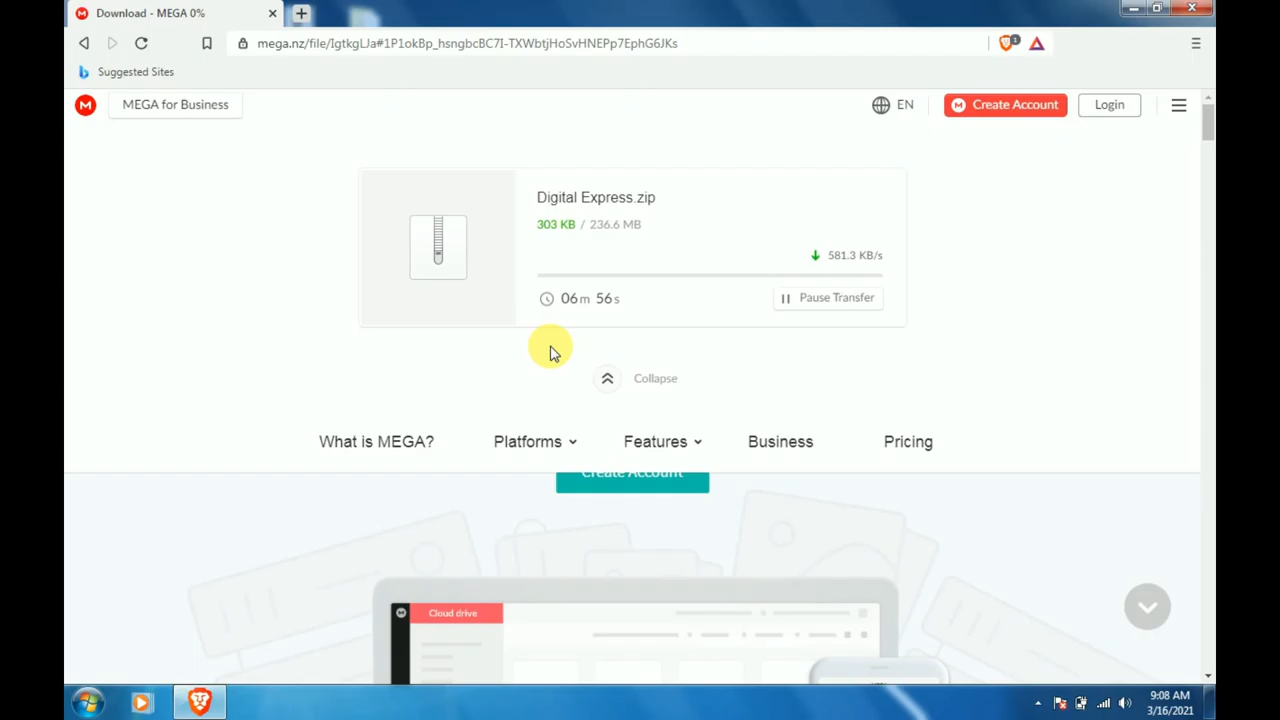 Download - MEGA 0%
mega.nz/file/IgtkgLJa#1P1okBp_hsngbcBC7I-TXWbtjHoSvHNEPp7EphG6JKs
1
Suggested Sites
M MEGA for Business
EN
M Create Account
Login
Digital Express.zip
303 KB / 236.6 MB
581.3 KB/s
06m 56s
Pause Transfer
Collapse
What is MEGA?
Platforms
Features
Business
Pricing
Create Account
Cloud drive
9:08 AM
3/16/2021